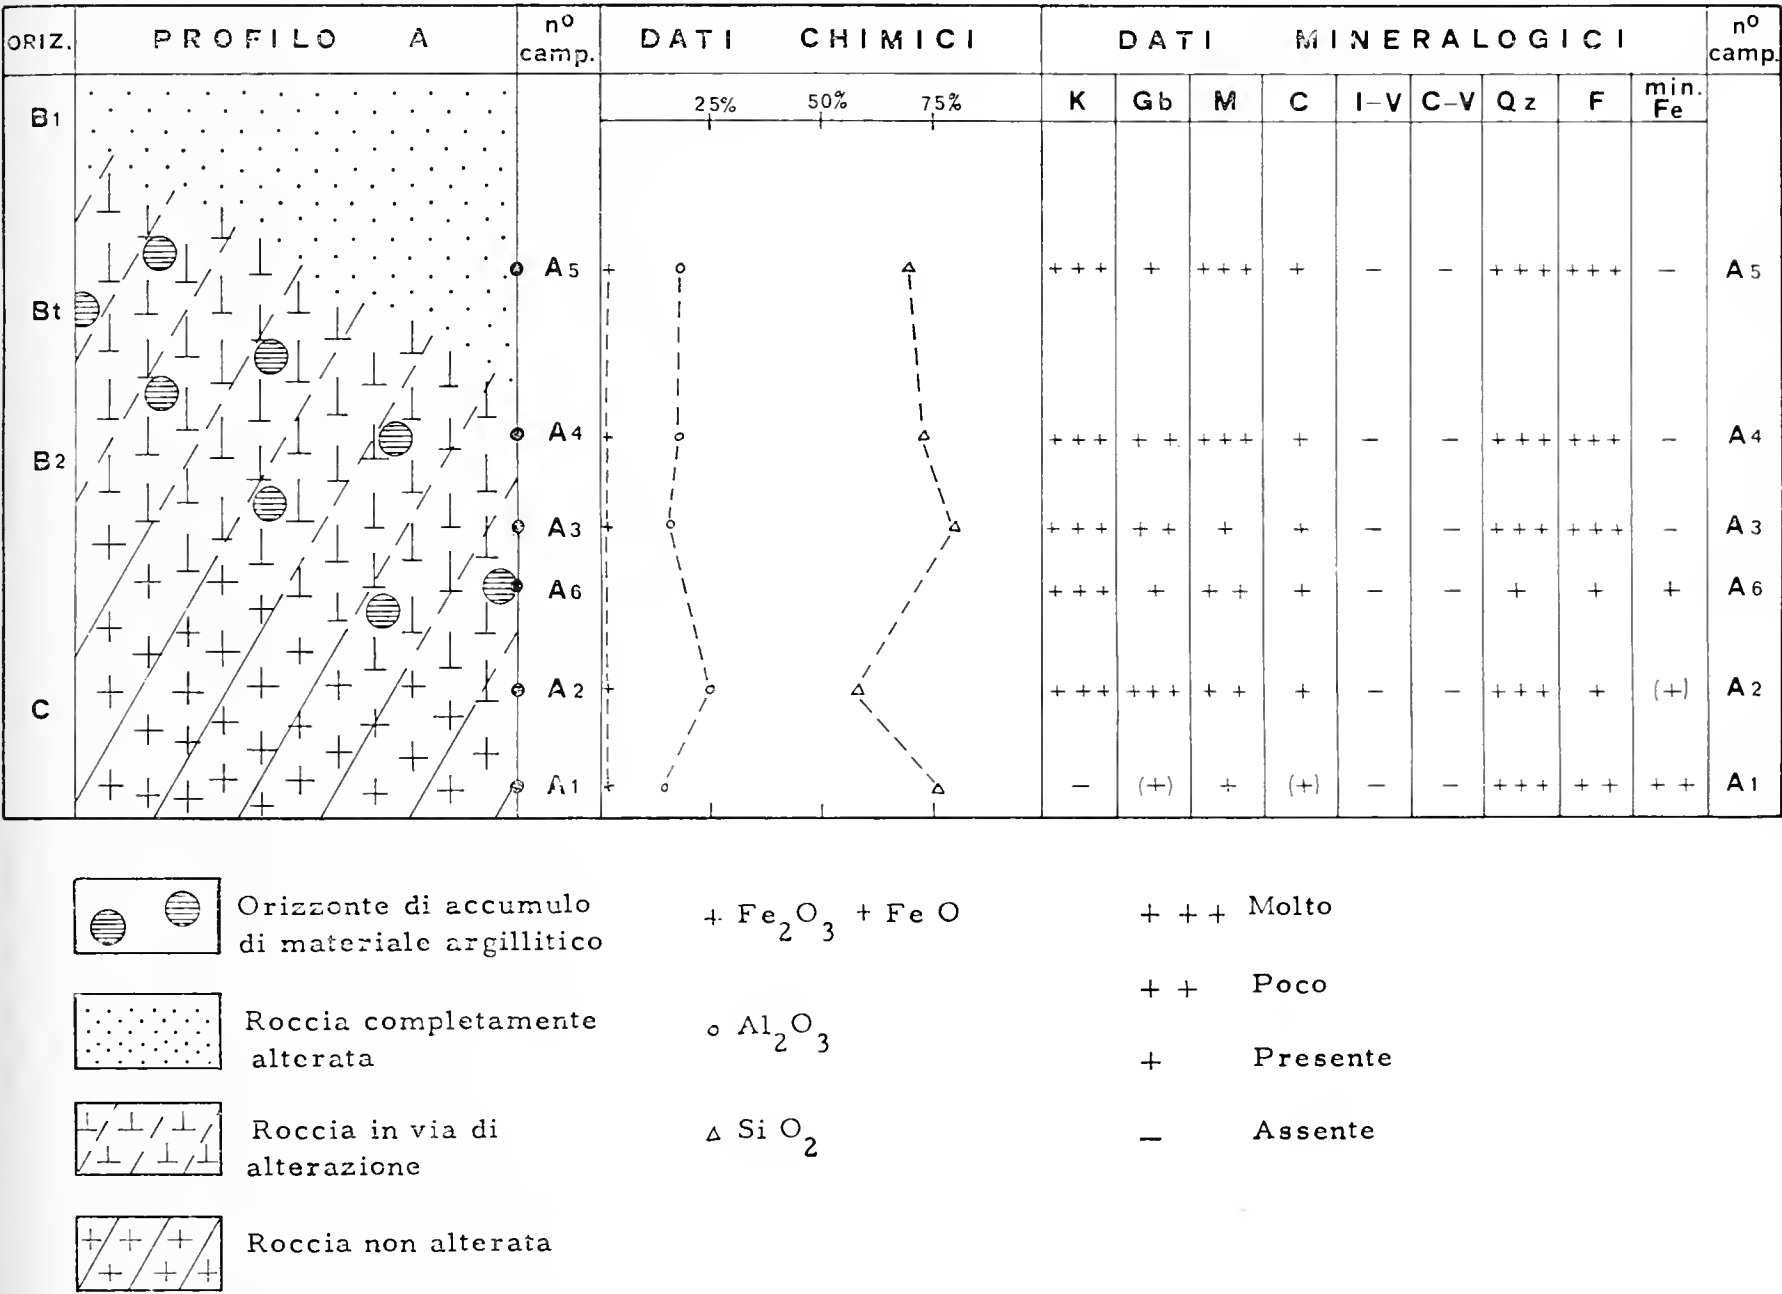 ORIZ. PROFILO A nº camp. DATI CHIMICI DATI MINERALOGICI nº camp.
25% 50% 75% K Gb M C I-V C-V Qz F min. Fe
B1
A5 + + + + + + + + - - + + + + + + - A5
Bt
A4 + + + + + + + + + - - + + + + + + - A4
B2
A3 + + + + + + + - - + + + + + + - A3
A6 + + + + + + + - - + + + A6
A2 + + + + + + + + + - - + + + + (+) A2
C
A1 - (+) + (+) - - + + + + + + + A1
Orizzonte di accumulo
di materiale argillitico
Roccia completamente
alterata
Roccia in via di
alterazione
Roccia non alterata
+ Fe2O3 + Fe O
o Al2O3
△ Si O2
+ + + Molto
+ + Poco
+ Presente
- Assente